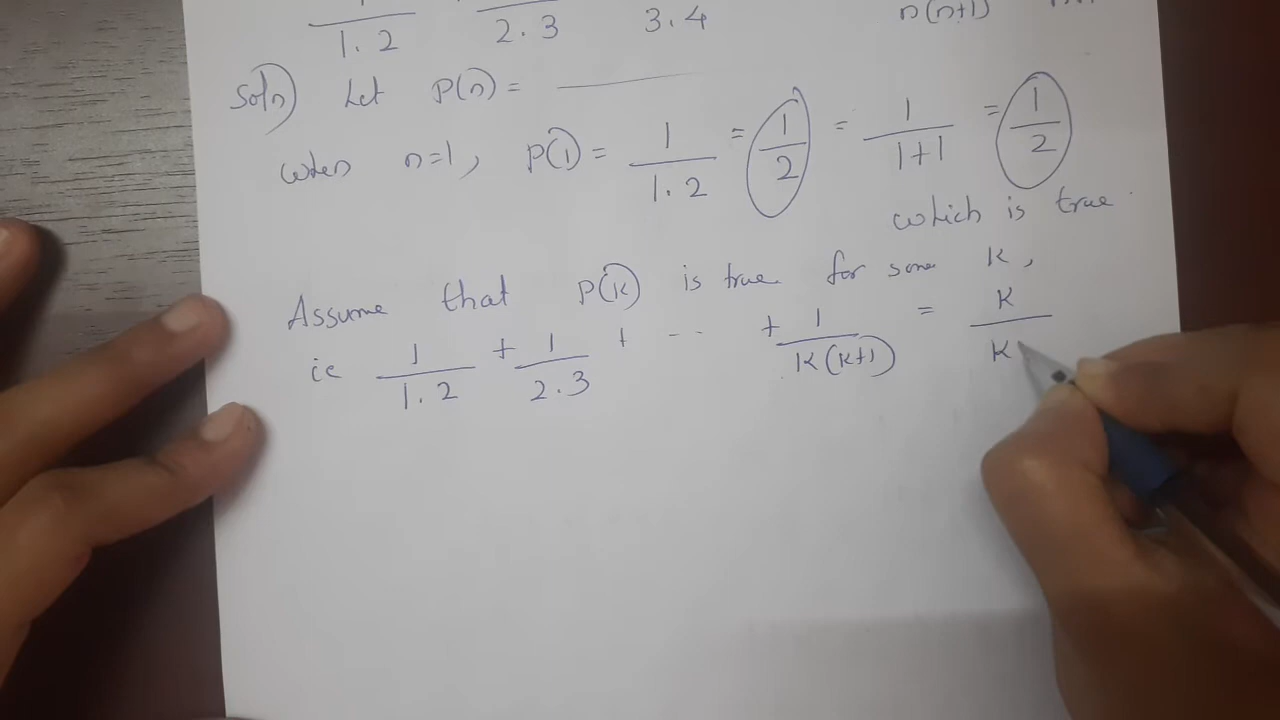 1/1.2 + 1/2.3 3.4 n(n+1)
Soln) Let P(n) = ———
when n=1, P(1) = 1/1.2 = 1/2 = 1/1+1 = 1/2
which is true.
Assume that P(k) is true for some k,
ie 1/1.2 + 1/2.3 + -- + 1/k(k+1) = k/k